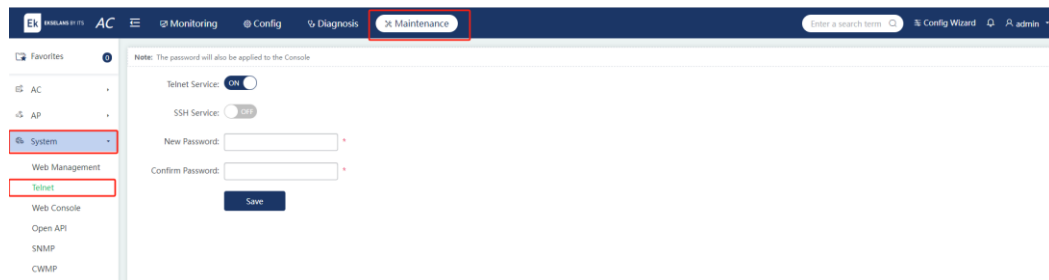 Ek EKSELANS BY ITS AC Monitoring Config Diagnosis Maintenance Enter a search term Config Wizard admin
Favorites 0
Note: The password will also be applied to the Console
AC
Telnet Service: ON
AP
SSH Service: OFF
System
New Password: *
Web Management
Confirm Password: *
Telnet
Web Console
Save
Open API
SNMP
CWMP